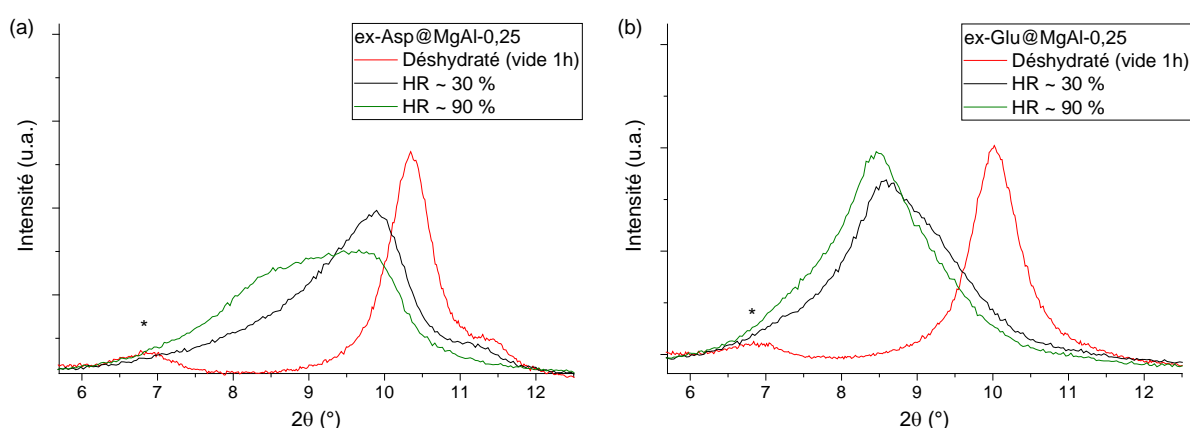 (a)
ex-Asp@MgAl-0,25
Déshydraté (vide 1h)
HR ~ 30 %
HR ~ 90 %
Intensité (u.a.)
*
6 7 8 9 10 11 12
2θ (°)
(b)
ex-Glu@MgAl-0,25
Déshydraté (vide 1h)
HR ~ 30 %
HR ~ 90 %
Intensité (u.a.)
*
6 7 8 9 10 11 12
2θ (°)